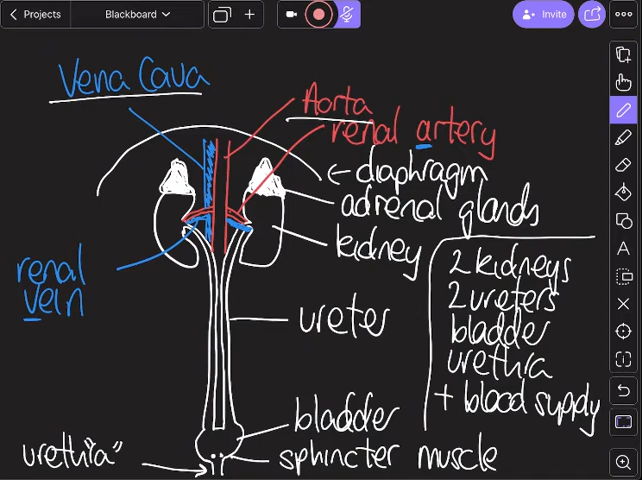 Projects
Blackboard
Invite
Vena Cava
Aorta
renal artery
diaphragm
adrenal glands
kidney
renal
vein
2 kidneys
2 ureters
bladder
urethra
+ blood supply
ureter
bladder
sphincter muscle
urethra"